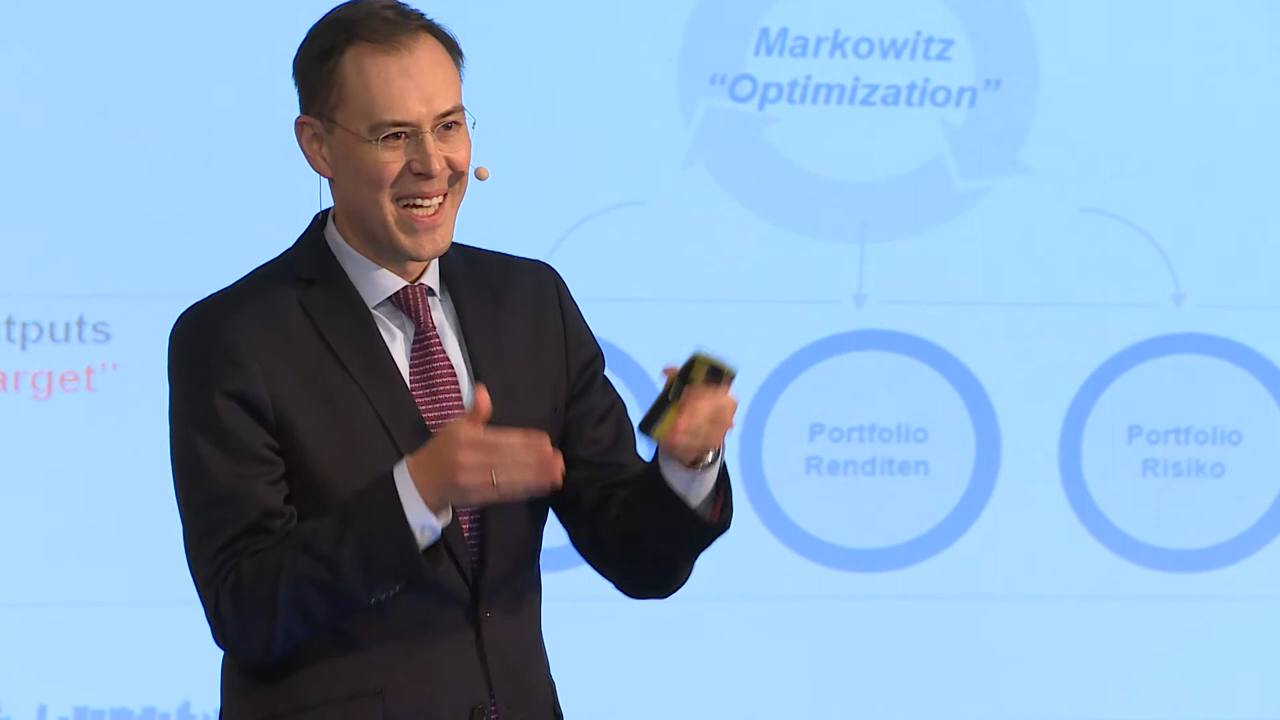 Markowitz
“Optimization”
tputs
arget”
Portfolio
Renditen
Portfolio
Risiko